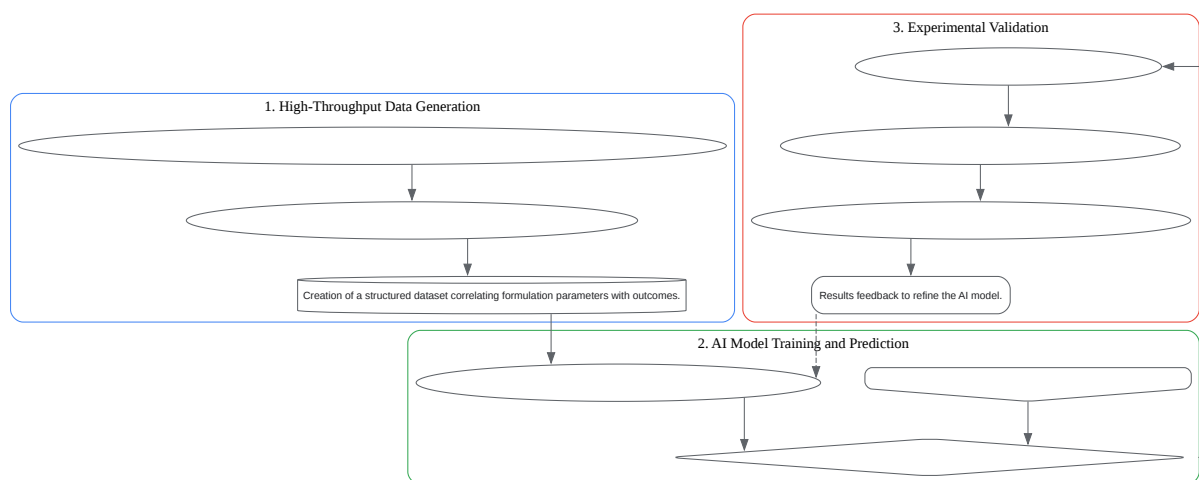 3. Experimental Validation
1. High-Throughput Data Generation
Creation of a structured dataset correlating formulation parameters with outcomes.
Results feedback to refine the AI model.
2. AI Model Training and Prediction